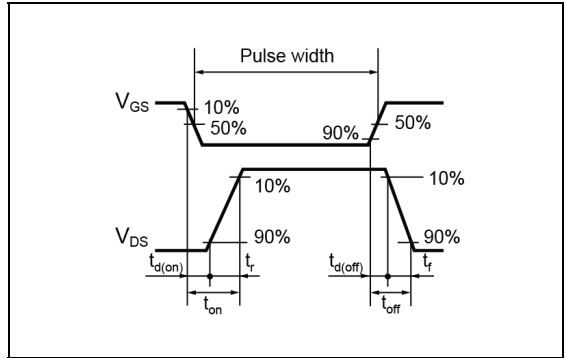 Pulse width
VGS
10%
50%
90%
50%
10%
10%
VDS
90%
90%
td(on)
tr
td(off)
tf
ton
toff